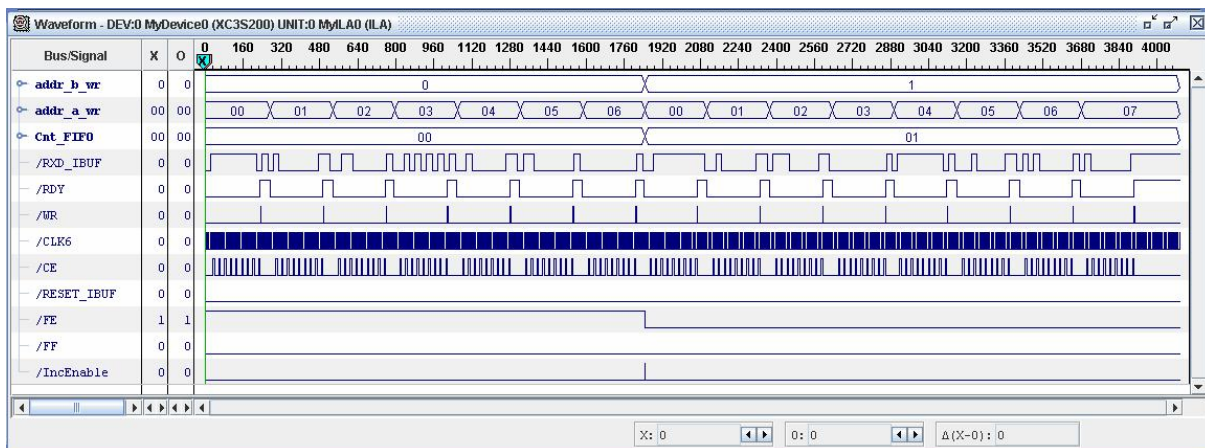 Waveform - DEV:0 MyDevice0 (XC3S200) UNIT:0 MyILA0 (ILA)
Bus/Signal X O 0 160 320 480 640 800 960 1120 1280 1440 1600 1760 1920 2080 2240 2400 2560 2720 2880 3040 3200 3360 3520 3680 3840 4000
X
addr_b_wr 0 0 0 1
addr_a_wr 00 00 00 01 02 03 04 05 06 00 01 02 03 04 05 06 07
Cnt_FIFO 00 00 00 01
/RXD_IBUF 0 0
/RDY 0 0
/WR 0 0
/CLK6 0 0
/CE 0 0
/RESET_IBUF 0 0
/FE 1 1
/FF 0 0
/IncEnable 0 0
X: 0 O: 0 Δ(X-O): 0